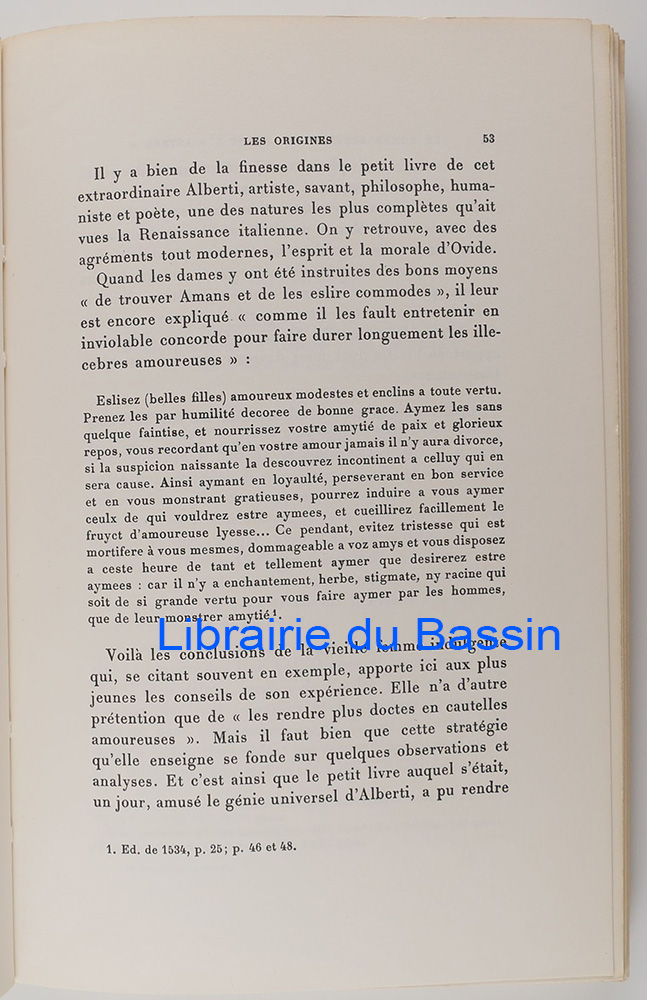 LES ORIGINES 53
Il y a bien de la finesse dans le petit livre de cet
extraordinaire Alberti, artiste, savant, philosophe, huma-
niste et poète, une des natures les plus complètes qu'ait
vues la Renaissance italienne. On y retrouve, avec des
agréments tout modernes, l'esprit et la morale d'Ovide.
Quand les dames y ont été instruites des bons moyens
« de trouver Amans et de les eslire commodes », il leur
est encore expliqué « comme il les fault entretenir en
inviolable concorde pour faire durer longuement les ille-
cebres amoureuses » :
Eslisez (belles filles) amoureux modestes et enclins a toute vertu.
Prenez les par humilité decoree de bonne grace. Aymez les sans
quelque faintise, et nourrissez vostre amytié de paix et glorieux
repos, vous recordant qu'en vostre amour jamais il n'y aura divorce,
si la suspicion naissante la descouvrez incontinent a celluy qui en
sera cause. Ainsi aymant en loyaulté, perseverant en bon service
et en vous monstrant gratieuses, pourrez induire a vous aymer
ceulx de qui vouldrez estre aymees, et cueillirez facillement le
fruyct d'amoureuse lyesse... Ce pendant, evitez tristesse qui est
mortifere à vous mesmes, dommageable a voz amys et vous disposez
a ceste heure de tant et tellement aymer que desirerez estre
aymees : car il n'y a enchantement, herbe, stigmate, ny racine qui
soit de si grande vertu pour vous faire aymer par les hommes,
que de leur monstrer amytié¹.
Librairie du Bassin
Voilà les conclusions de la vieille femme indulgente
qui, se citant souvent en exemple, apporte ici aux plus
jeunes les conseils de son expérience. Elle n'a d'autre
prétention que de « les rendre plus doctes en cautelles
amoureuses ». Mais il faut bien que cette stratégie
qu'elle enseigne se fonde sur quelques observations et
analyses. Et c'est ainsi que le petit livre auquel s'était,
un jour, amusé le génie universel d'Alberti, a pu rendre
1. Ed. de 1534, p. 25; p. 46 et 48.